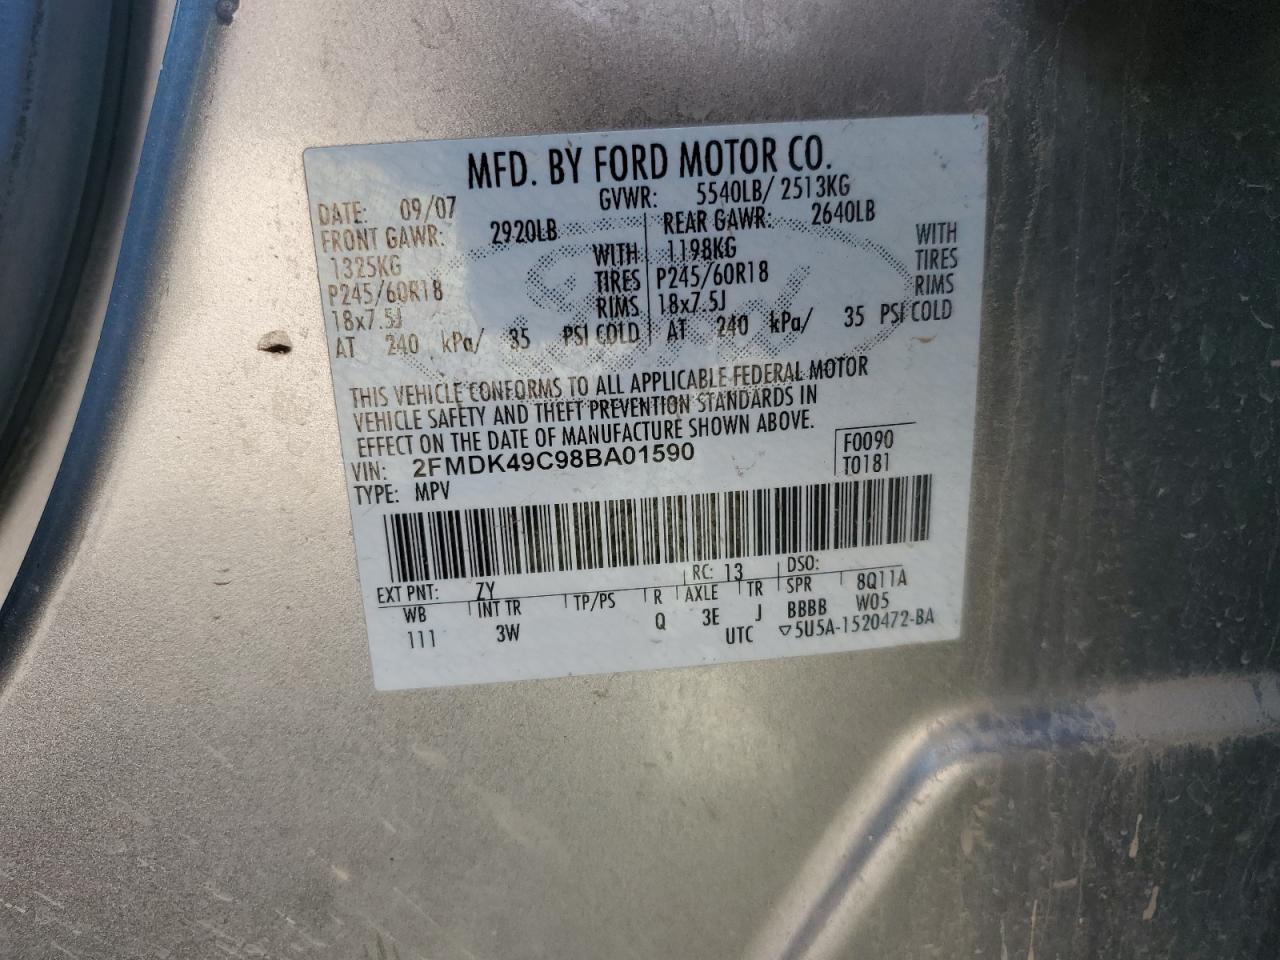 MFD. BY FORD MOTOR CO.
DATE: 09/07 GVWR: 5540LB/ 2513KG
FRONT GAWR: 2920LB REAR GAWR: 2640LB
1325KG WITH 1198KG WITH
P245/60R18 TIRES P245/60R18 TIRES
18x7.5J RIMS 18x7.5J RIMS
AT 240 kPa/ 35 PSI COLD AT 240 kPa/ 35 PSI COLD
THIS VEHICLE CONFORMS TO ALL APPLICABLE FEDERAL MOTOR
VEHICLE SAFETY AND THEFT PREVENTION STANDARDS IN
EFFECT ON THE DATE OF MANUFACTURE SHOWN ABOVE.
VIN: 2FMDK49C98BA01590 F0090
TYPE: MPV T0181
EXT PNT: ZY RC: 13 DSO:
WB INT TR TP/PS R AXLE TR SPR 8Q11A
111 3W Q 3E J BBBB W05
UTC ▽5U5A-1520472-BA